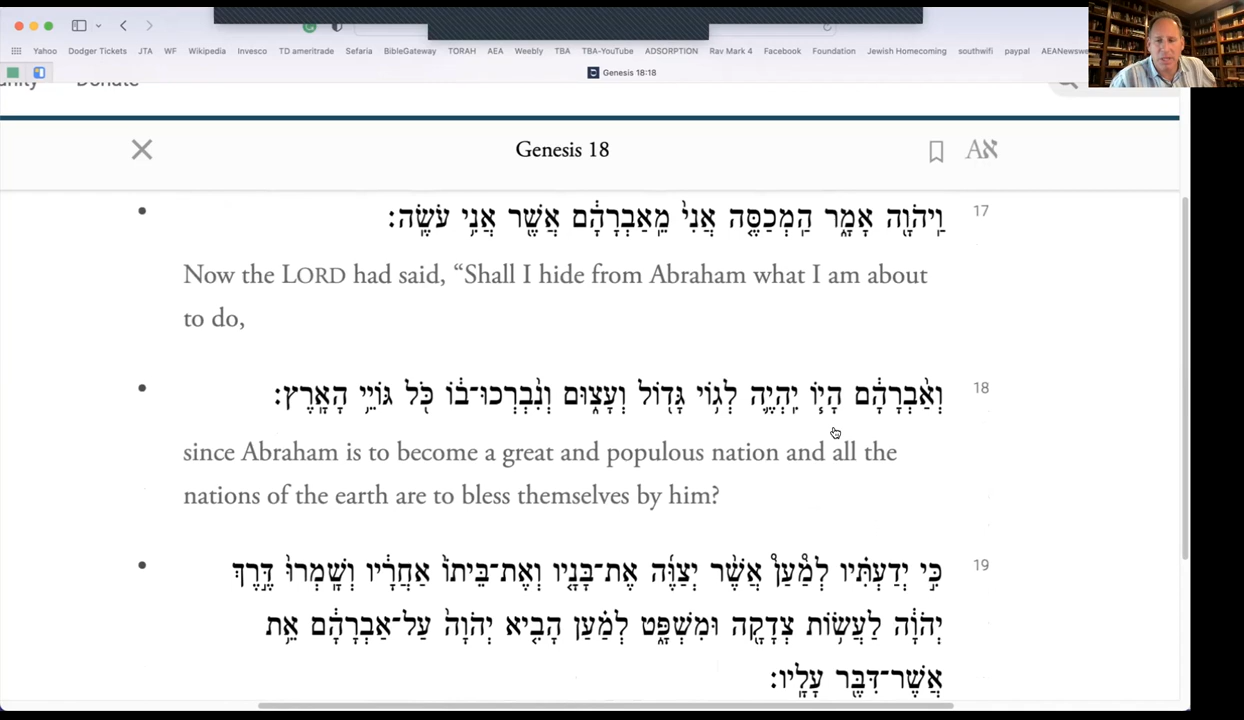 Yahoo Dodger Tickets JTA WF Wikipedia Invesco TD ameritrade Sefaria BibleGateway TORAH AEA Weebly TBA TBA-YouTube ADSORPTION Rav Mark 4 Facebook Foundation Jewish Homecoming southwifi paypal AEANewswe
Genesis 18:18
Donate
Genesis 18
Aא
17
וַֽיהֹוָ֖ה אָמָ֑ר הַֽמְכַסֶּ֤ה אֲנִי֙ מֵֽאַבְרָהָ֔ם אֲשֶׁ֖ר אֲנִ֥י עֹשֶֽׂה׃
Now the LORD had said, “Shall I hide from Abraham what I am about
to do,
18
וְאַ֨בְרָהָ֔ם הָי֧וֹ יִֽהְיֶ֛ה לְג֥וֹי גָּד֖וֹל וְעָצ֑וּם וְנִ֨בְרְכוּ־ב֔וֹ כֹּ֖ל גּוֹיֵ֥י הָאָֽרֶץ׃
since Abraham is to become a great and populous nation and all the
nations of the earth are to bless themselves by him?
19
כִּ֣י יְדַעְתִּ֗יו לְמַ֩עַן֩ אֲשֶׁ֨ר יְצַוֶּ֜ה אֶת־בָּנָ֤יו וְאֶת־בֵּיתוֹ֙ אַחֲרָ֔יו וְשָֽׁמְרוּ֙ דֶּ֣רֶךְ
יְהֹוָ֔ה לַעֲשׂ֥וֹת צְדָקָ֖ה וּמִשְׁפָּ֑ט לְמַ֗עַן הָבִ֤יא יְהֹוָה֙ עַל־אַבְרָהָ֔ם אֵ֥ת
אֲשֶׁר־דִּבֶּ֖ר עָלָֽיו׃